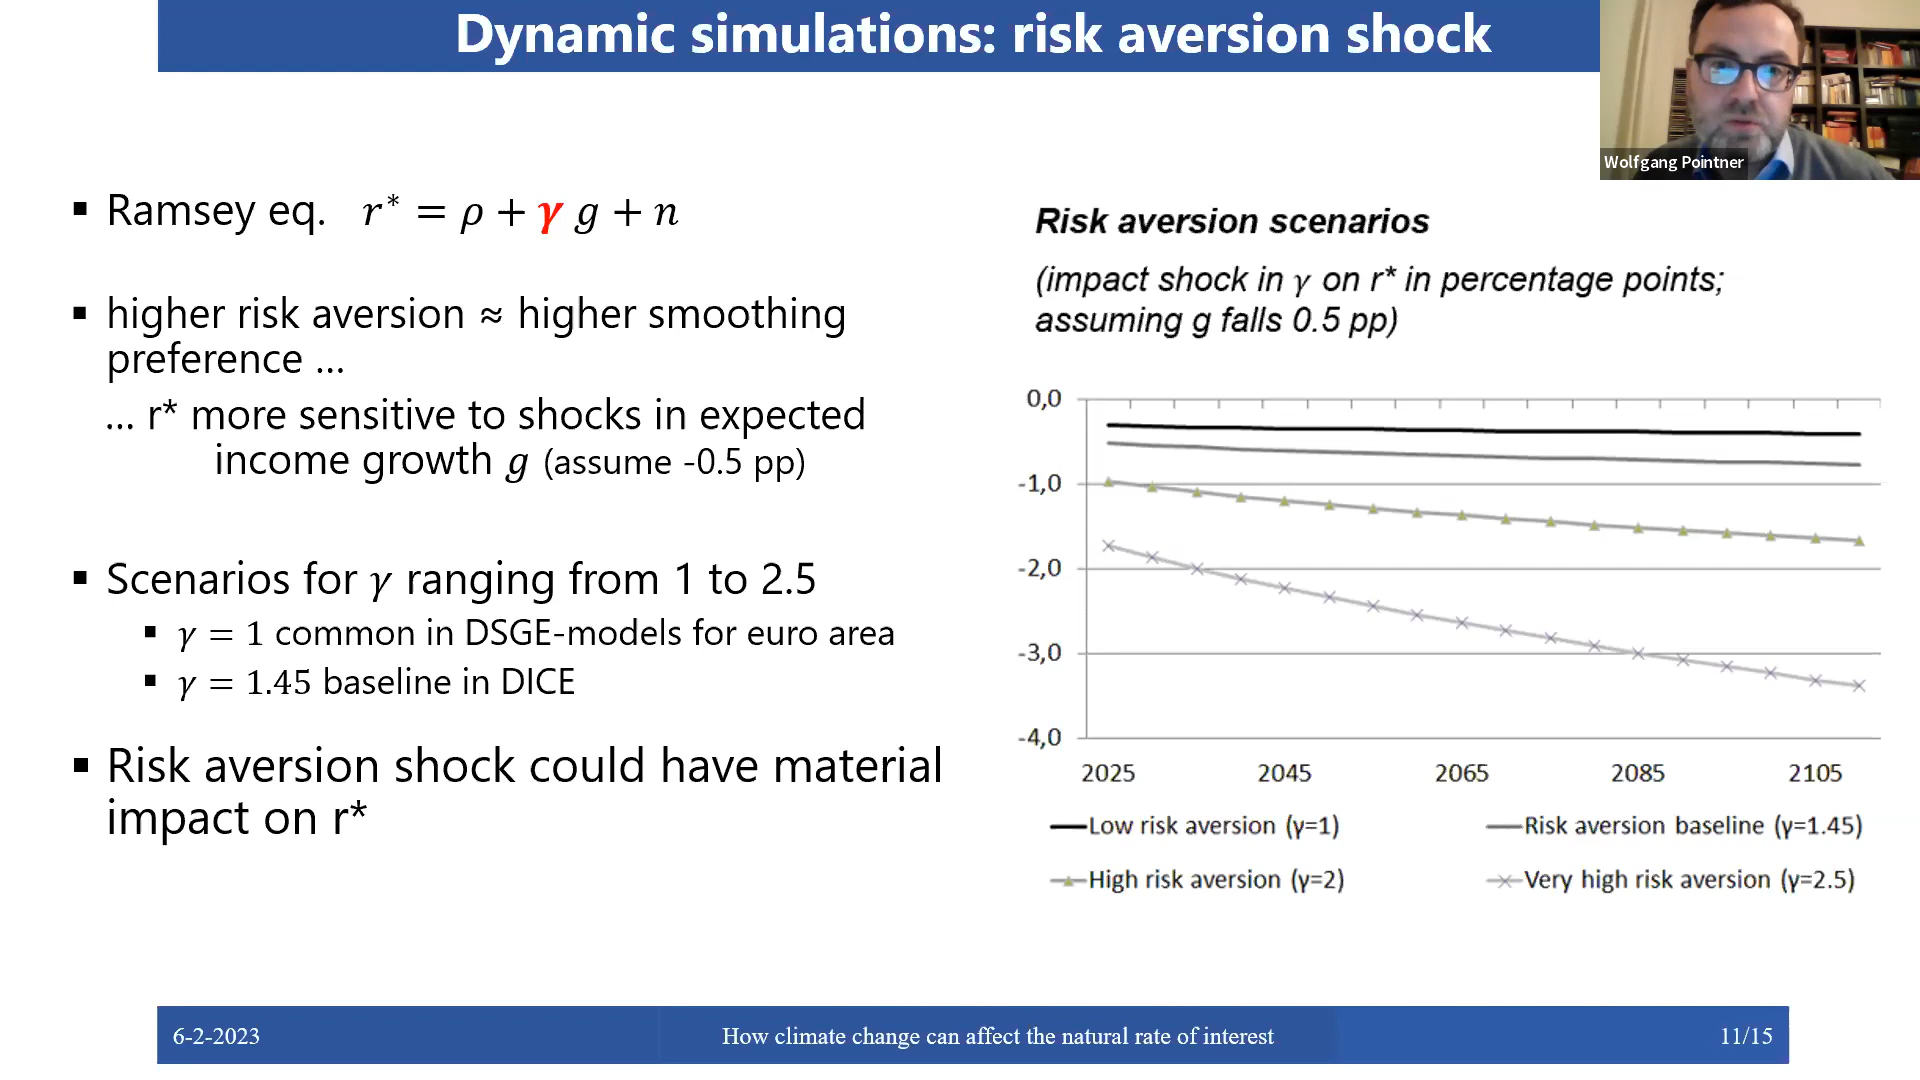 Dynamic simulations: risk aversion shock
Wolfgang Pointner
▪ Ramsey eq. r* = ρ + γ g + n
▪ higher risk aversion ≈ higher smoothing
preference ...
... r* more sensitive to shocks in expected
income growth g (assume -0.5 pp)
▪ Scenarios for γ ranging from 1 to 2.5
▪ γ = 1 common in DSGE-models for euro area
▪ γ = 1.45 baseline in DICE
▪ Risk aversion shock could have material
impact on r*
Risk aversion scenarios
(impact shock in γ on r* in percentage points;
assuming g falls 0.5 pp)
0,0
-1,0
-2,0
-3,0
-4,0
2025 2045 2065 2085 2105
Low risk aversion (γ=1) Risk aversion baseline (γ=1.45)
High risk aversion (γ=2) Very high risk aversion (γ=2.5)
6-2-2023 How climate change can affect the natural rate of interest 11/15